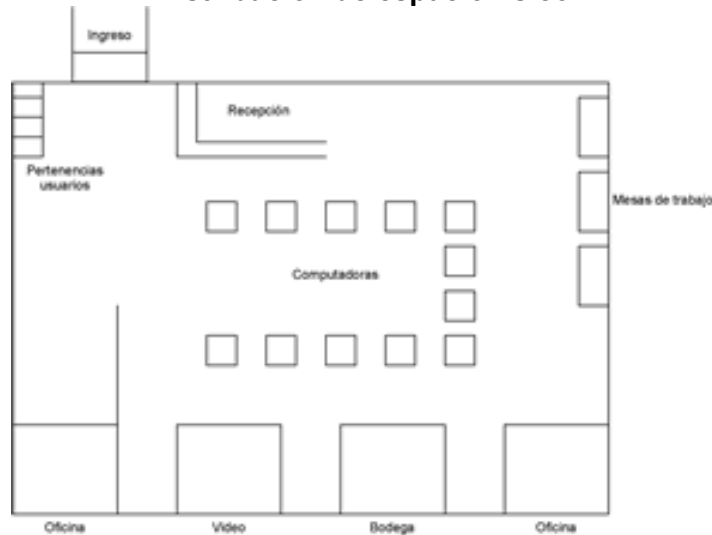 Ingreso
Recepción
Pertenencias
usuarios
Mesas de trabajo
Computadoras
Oficina
Video
Bodega
Oficina